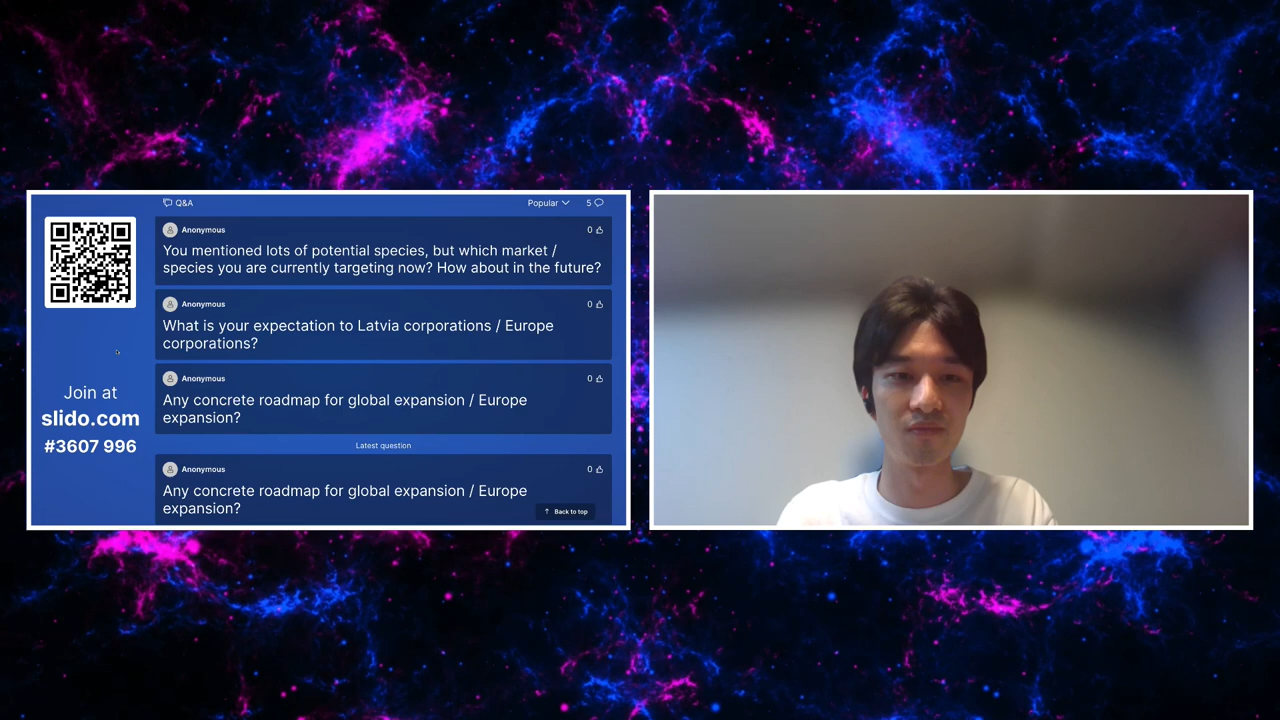 Q&A
Popular
5
Anonymous
0
You mentioned lots of potential species, but which market /
species you are currently targeting now? How about in the future?
Anonymous
0
What is your expectation to Latvia corporations / Europe
corporations?
Anonymous
0
Any concrete roadmap for global expansion / Europe
expansion?
Latest question
Anonymous
0
Any concrete roadmap for global expansion / Europe
expansion?
↑ Back to top
Join at
slido.com
#3607 996